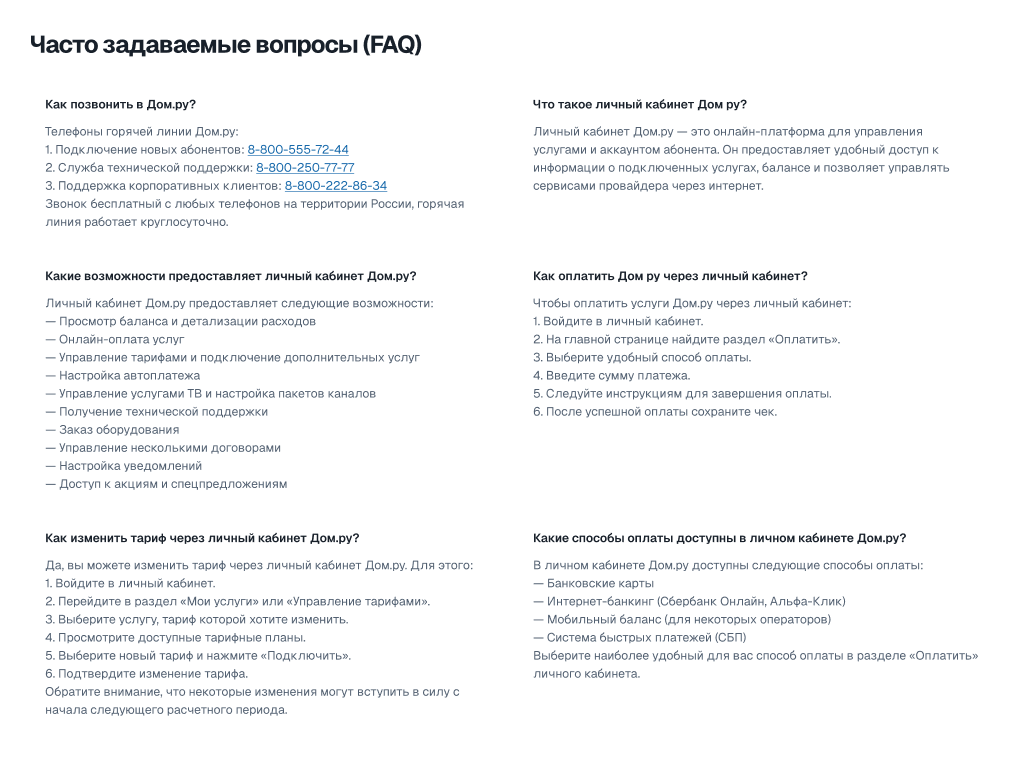 Часто задаваемые вопросы (FAQ)
Как позвонить в Дом.ру?
Телефоны горячей линии Дом.ру:
1. Подключение новых абонентов: 8-800-555-72-44
2. Служба технической поддержки: 8-800-250-77-77
3. Поддержка корпоративных клиентов: 8-800-222-86-34
Звонок бесплатный с любых телефонов на территории России, горячая
линия работает круглосуточно.
Что такое личный кабинет Дом ру?
Личный кабинет Дом.ру — это онлайн-платформа для управления
услугами и аккаунтом абонента. Он предоставляет удобный доступ к
информации о подключенных услугах, балансе и позволяет управлять
сервисами провайдера через интернет.
Какие возможности предоставляет личный кабинет Дом.ру?
Личный кабинет Дом.ру предоставляет следующие возможности:
— Просмотр баланса и детализации расходов
— Онлайн-оплата услуг
— Управление тарифами и подключение дополнительных услуг
— Настройка автоплатежа
— Управление услугами ТВ и настройка пакетов каналов
— Получение технической поддержки
— Заказ оборудования
— Управление несколькими договорами
— Настройка уведомлений
— Доступ к акциям и спецпредложениям
Как оплатить Дом ру через личный кабинет?
Чтобы оплатить услуги Дом.ру через личный кабинет:
1. Войдите в личный кабинет.
2. На главной странице найдите раздел «Оплатить».
3. Выберите удобный способ оплаты.
4. Введите сумму платежа.
5. Следуйте инструкциям для завершения оплаты.
6. После успешной оплаты сохраните чек.
Как изменить тариф через личный кабинет Дом.ру?
Да, вы можете изменить тариф через личный кабинет Дом.ру. Для этого:
1. Войдите в личный кабинет.
2. Перейдите в раздел «Мои услуги» или «Управление тарифами».
3. Выберите услугу, тариф которой хотите изменить.
4. Просмотрите доступные тарифные планы.
5. Выберите новый тариф и нажмите «Подключить».
6. Подтвердите изменение тарифа.
Обратите внимание, что некоторые изменения могут вступить в силу с
начала следующего расчетного периода.
Какие способы оплаты доступны в личном кабинете Дом.ру?
В личном кабинете Дом.ру доступны следующие способы оплаты:
— Банковские карты
— Интернет-банкинг (Сбербанк Онлайн, Альфа-Клик)
— Мобильный баланс (для некоторых операторов)
— Система быстрых платежей (СБП)
Выберите наиболее удобный для вас способ оплаты в разделе «Оплатить»
личного кабинета.